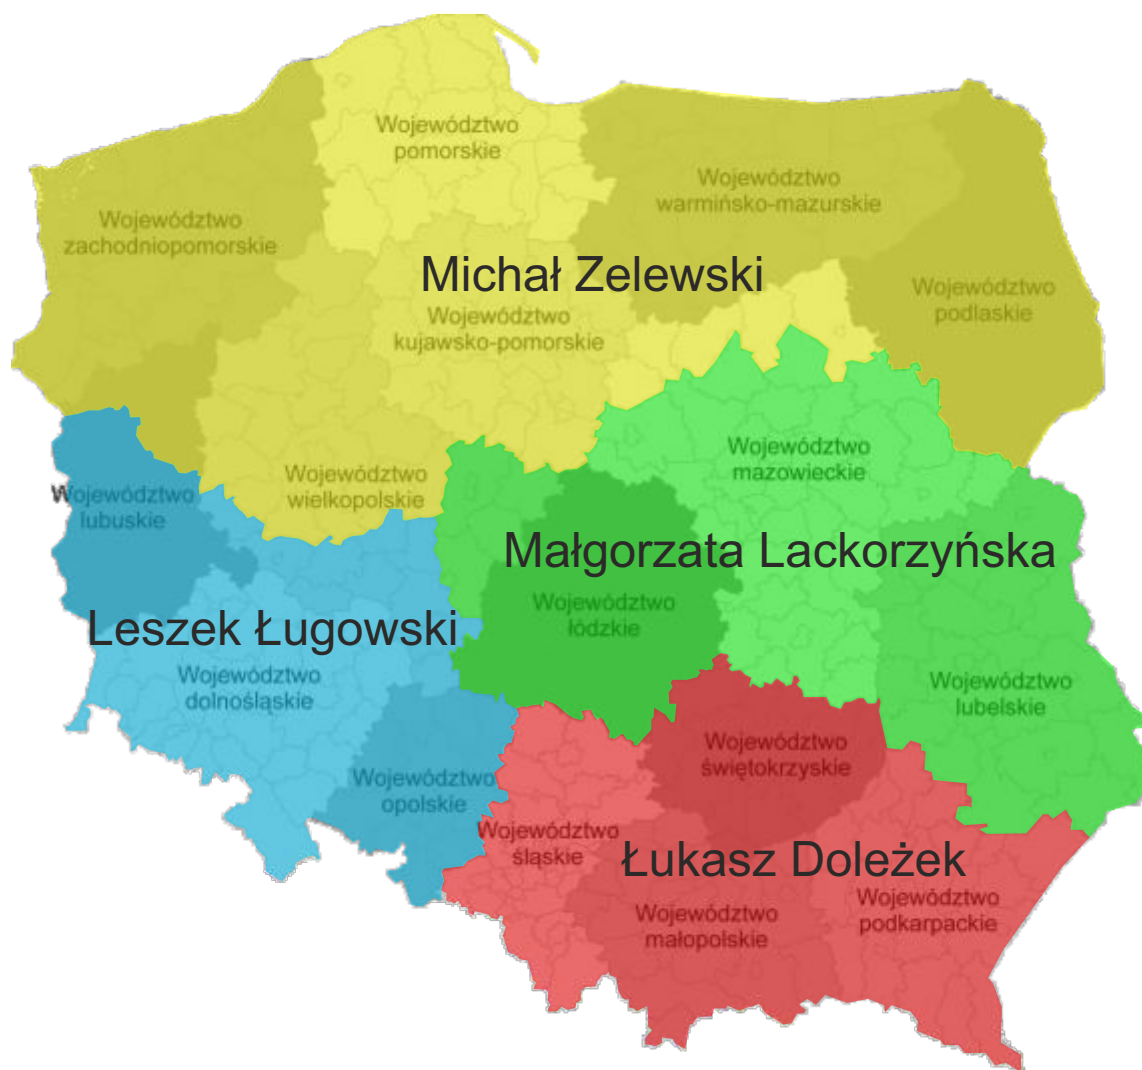 Województwo
pomorskie
Województwo
warmińsko-mazurskie
Województwo
zachodniopomorskie
Michał Zelewski
Województwo
podlaskie
Województwo
kujawsko-pomorskie
Województwo
mazowieckie
Województwo
wielkopolskie
Województwo
lubuskie
Małgorzata Lackorzyńska
Województwo
łódzkie
Leszek Ługowski
Województwo
dolnośląskie
Województwo
lubelskie
Województwo
świętokrzyskie
Województwo
opolskie
Województwo
śląskie
Łukasz Doleżek
Województwo
podkarpackie
Województwo
małopolskie